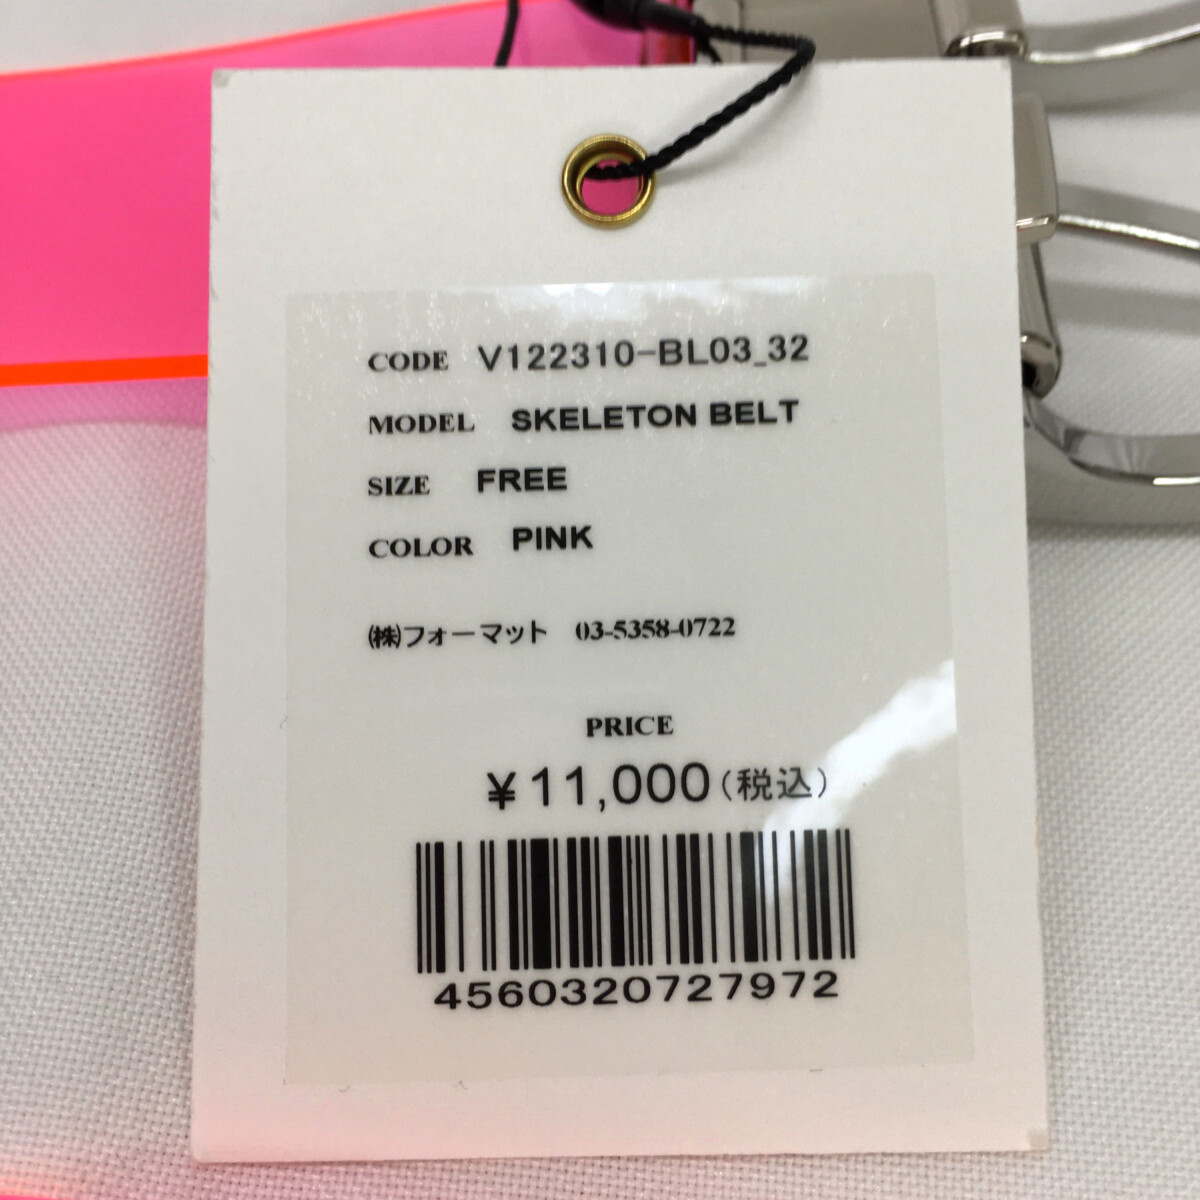 CODE V122310-BL03_32
MODEL SKELETON BELT
SIZE FREE
COLOR PINK
㈱フォーマット 03-5358-0722
PRICE
¥11,000(税込)
4560320727972